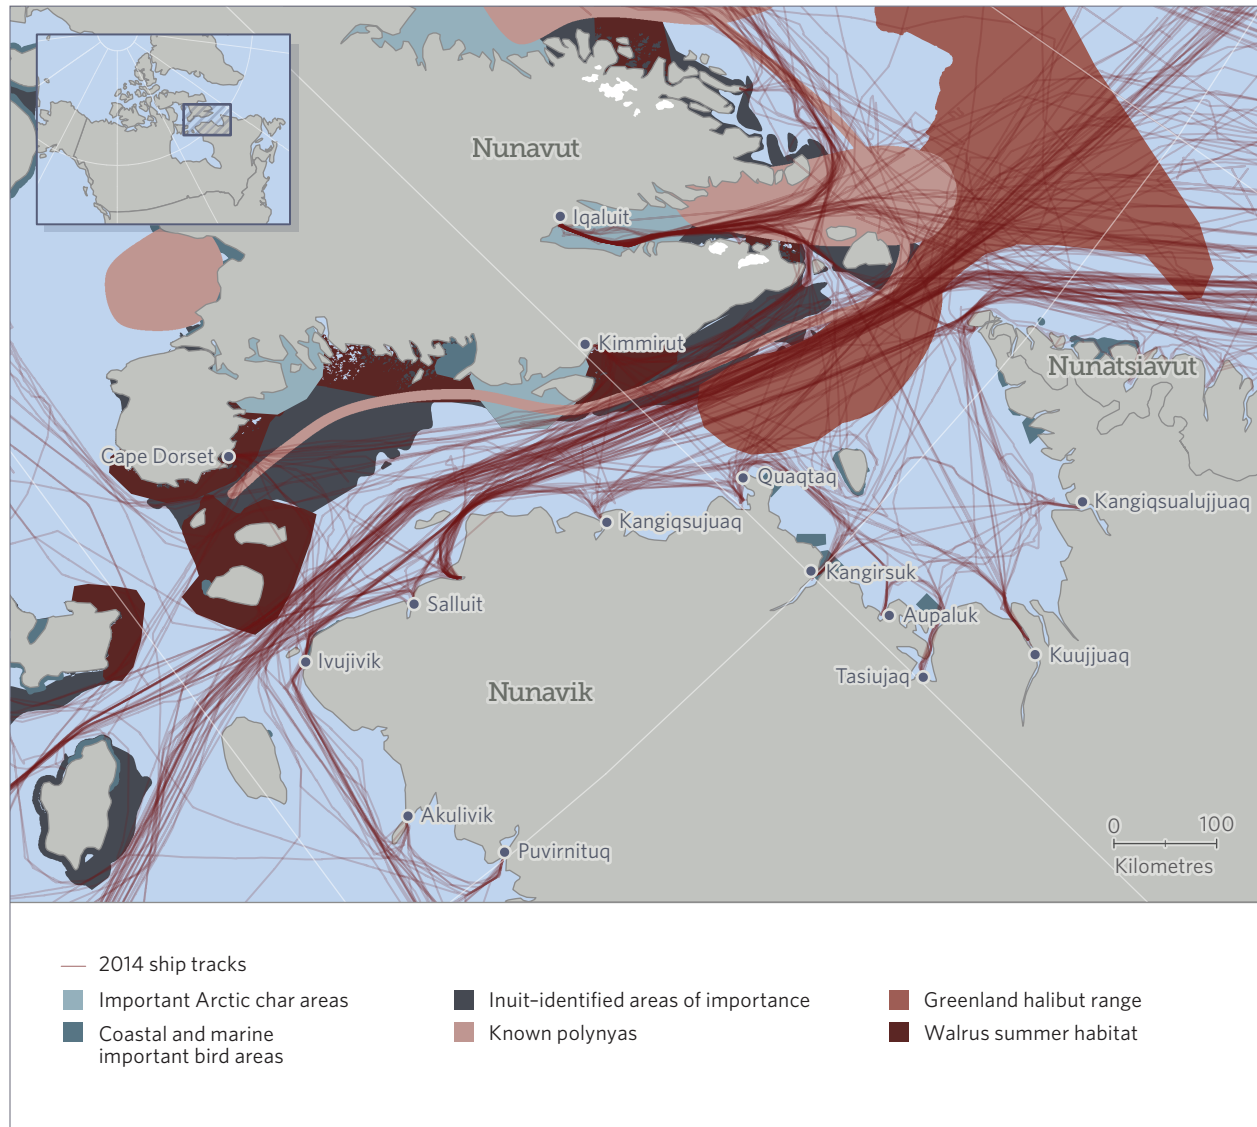 Nunavut
Iqaluit
Kimmirut
Nunatsiavut
Cape Dorset
Quaqtaq
Kangiqsualujjuaq
Kangiqsujuaq
Kangirsuk
Salluit
Aupaluk
Ivujivik
Kuujjuaq
Tasiujaq
Nunavik
Akulivik
Puvirnituq
0 100
Kilometres
2014 ship tracks
Important Arctic char areas
Coastal and marine
important bird areas
Inuit–identified areas of importance
Known polynyas
Greenland halibut range
Walrus summer habitat